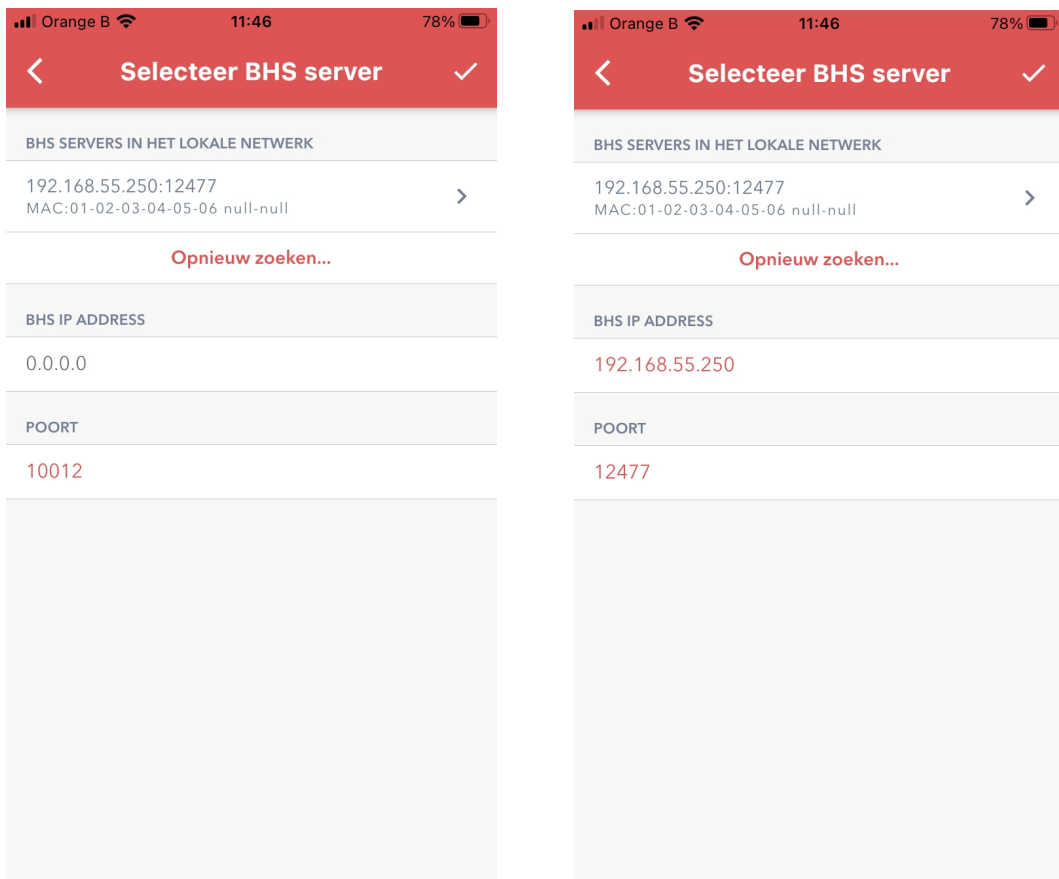 Orange B 11:46 78%
Selecteer BHS server
BHS SERVERS IN HET LOKALE NETWERK
192.168.55.250:12477
MAC:01-02-03-04-05-06 null-null
Opnieuw zoeken...
BHS IP ADDRESS
0.0.0.0
POORT
10012
Orange B 11:46 78%
Selecteer BHS server
BHS SERVERS IN HET LOKALE NETWERK
192.168.55.250:12477
MAC:01-02-03-04-05-06 null-null
Opnieuw zoeken...
BHS IP ADDRESS
192.168.55.250
POORT
12477